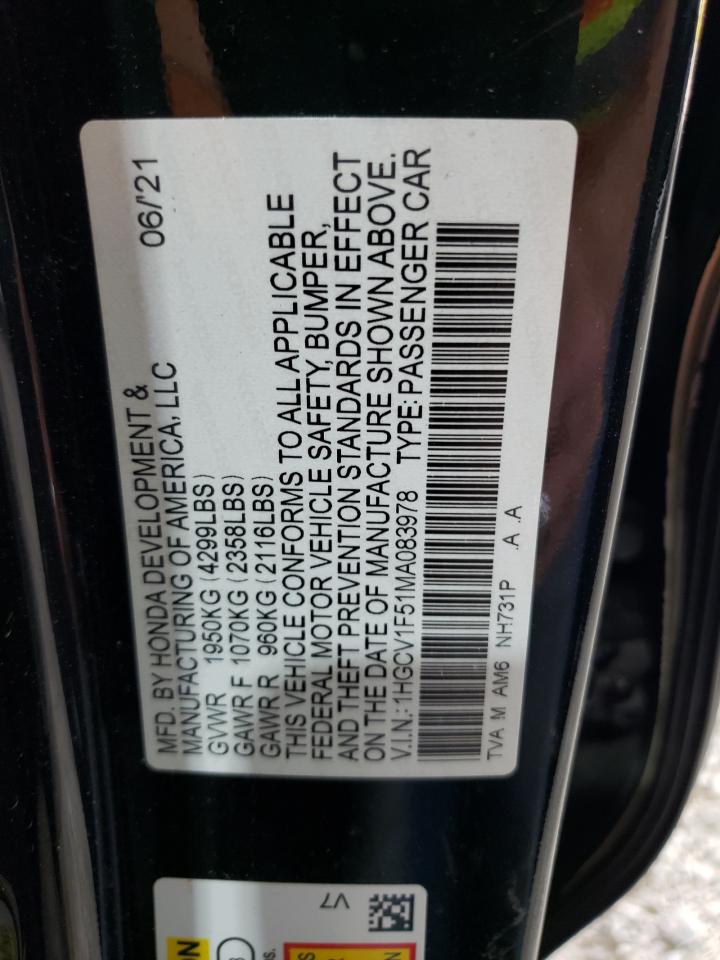 MFD. BY HONDA DEVELOPMENT &
MANUFACTURING OF AMERICA, LLC 06/'21
GVWR 1950KG (4299LBS)
GAWR F 1070KG (2358LBS)
GAWR R 960KG (2116LBS)
THIS VEHICLE CONFORMS TO ALL APPLICABLE
FEDERAL MOTOR VEHICLE SAFETY, BUMPER,
AND THEFT PREVENTION STANDARDS IN EFFECT
ON THE DATE OF MANUFACTURE SHOWN ABOVE.
V.I.N.: 1HGCV1F51MA083978 TYPE: PASSENGER CAR
TVA M AM6 NH731P .A .A
V7